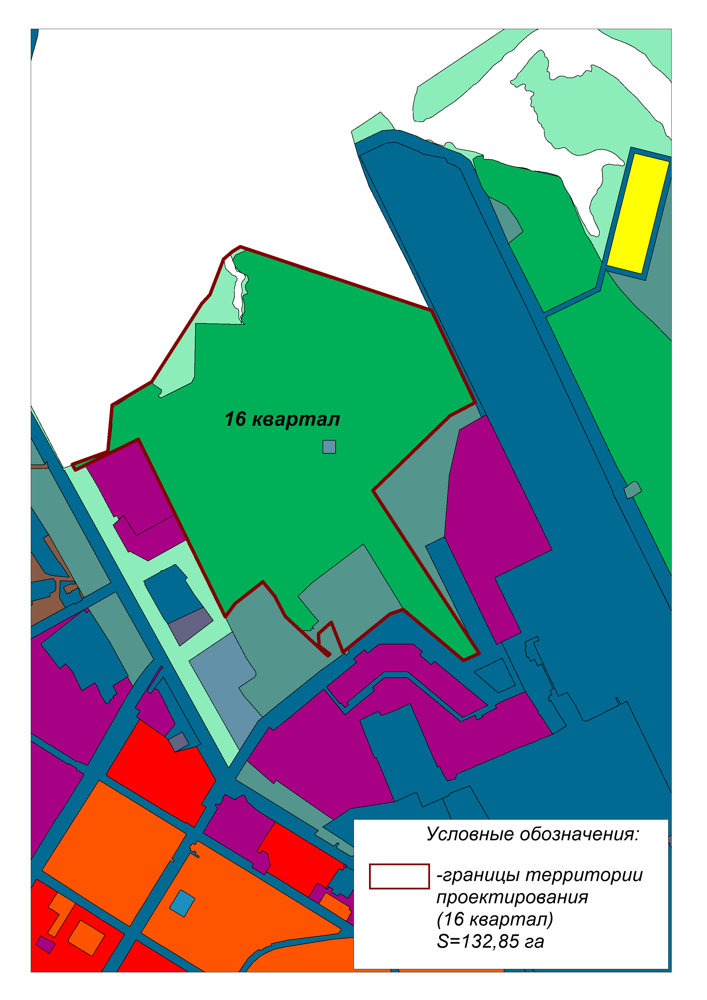 16 квартал
Условные обозначения:
-границы территории
проектирования
(16 квартал)
S=132,85 га